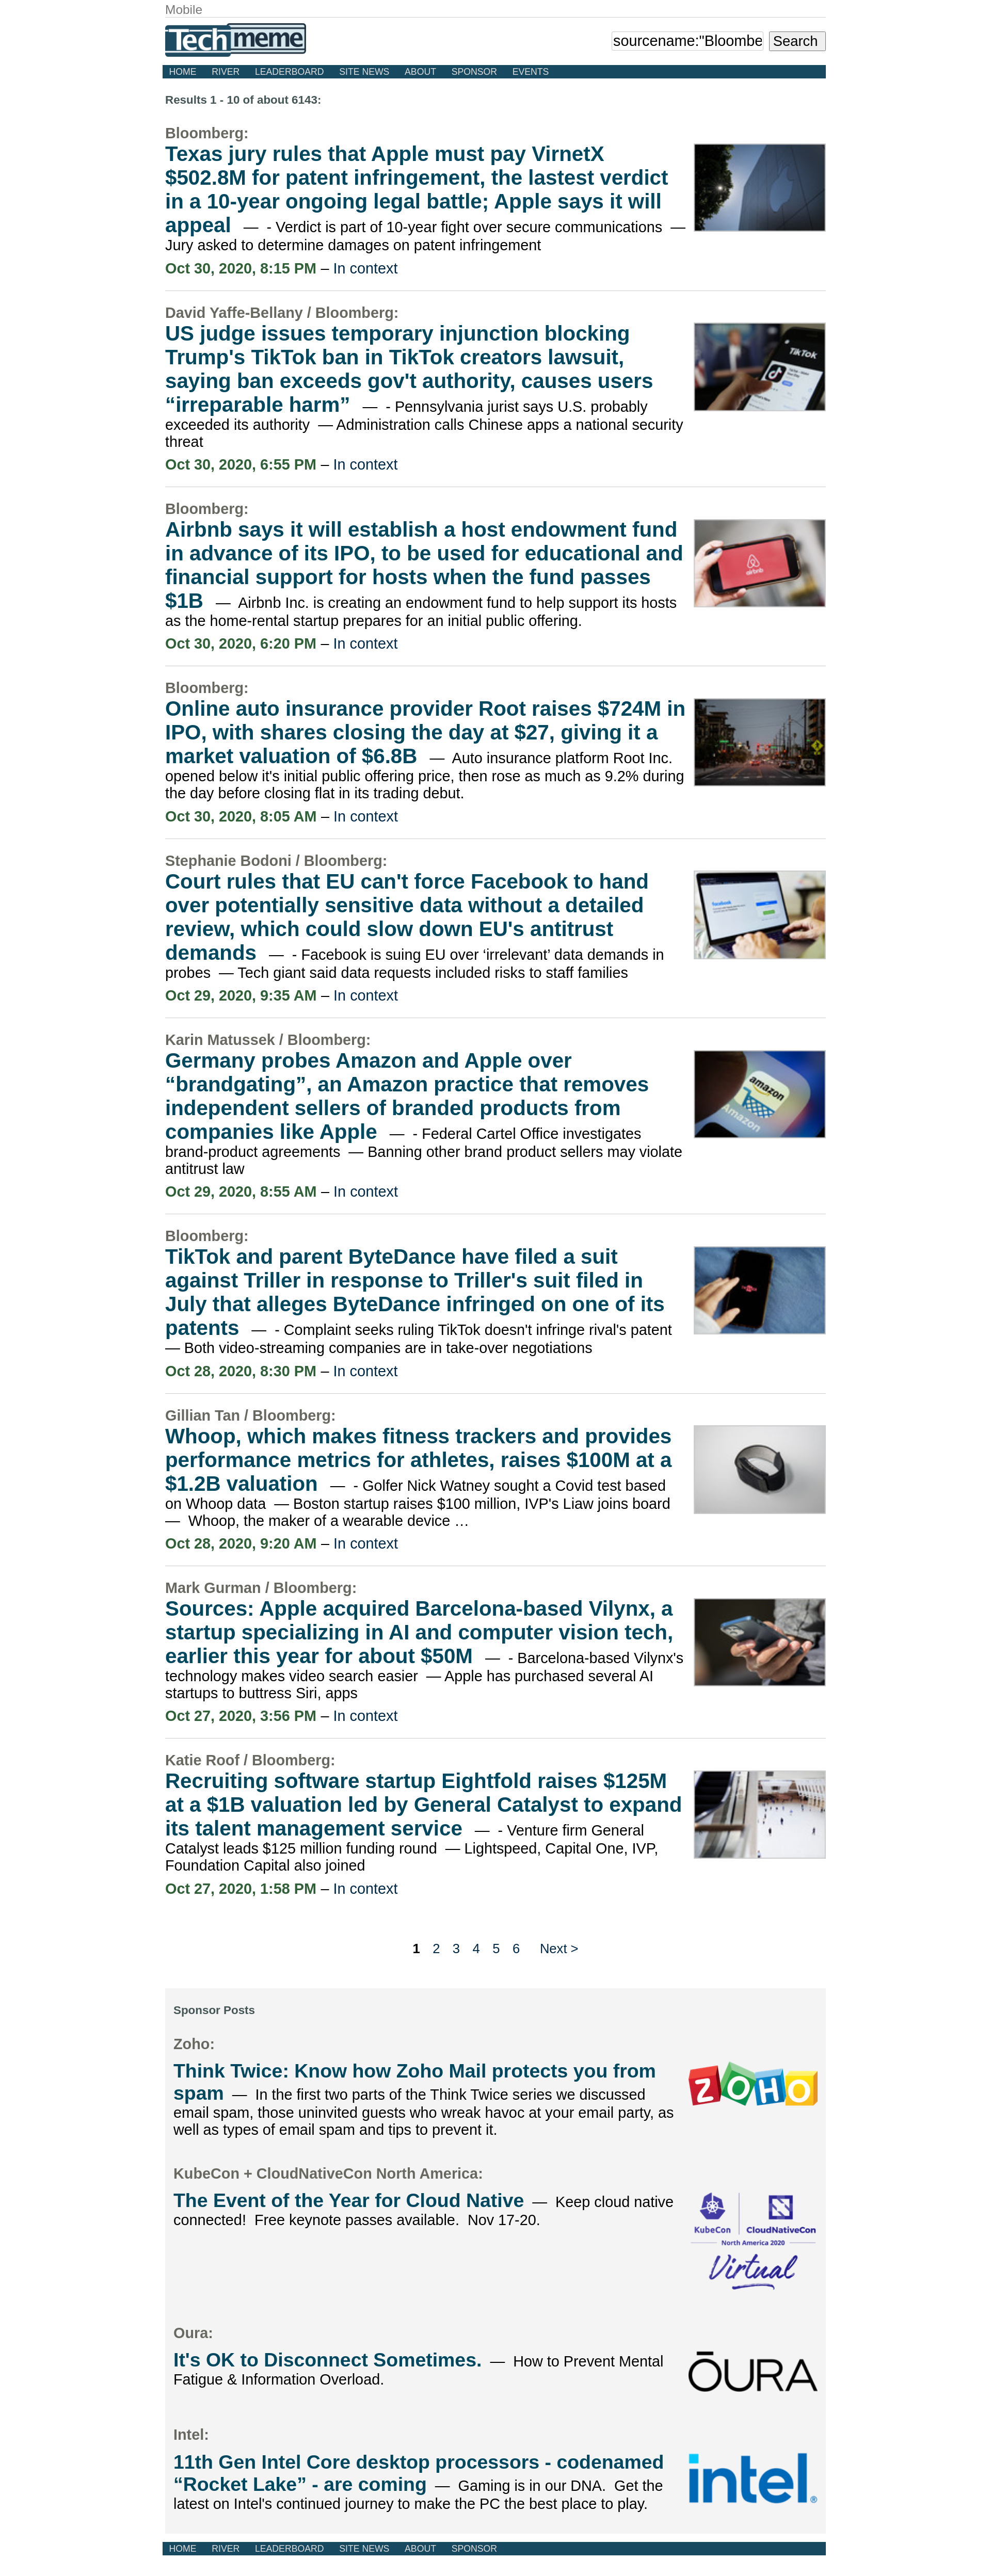 Mobile
Techmeme
sourcename:"Bloombe Search
HOME RIVER LEADERBOARD SITE NEWS ABOUT SPONSOR EVENTS
Results 1 - 10 of about 6143:
Bloomberg:
Texas jury rules that Apple must pay VirnetX
$502.8M for patent infringement, the lastest verdict
in a 10-year ongoing legal battle; Apple says it will
appeal — - Verdict is part of 10-year fight over secure communications —
Jury asked to determine damages on patent infringement
Oct 30, 2020, 8:15 PM – In context
David Yaffe-Bellany / Bloomberg:
US judge issues temporary injunction blocking
Trump's TikTok ban in TikTok creators lawsuit,
saying ban exceeds gov't authority, causes users
“irreparable harm” — - Pennsylvania jurist says U.S. probably
exceeded its authority — Administration calls Chinese apps a national security
threat
TikTok
Oct 30, 2020, 6:55 PM – In context
Bloomberg:
Airbnb says it will establish a host endowment fund
in advance of its IPO, to be used for educational and
financial support for hosts when the fund passes
$1B — Airbnb Inc. is creating an endowment fund to help support its hosts
as the home-rental startup prepares for an initial public offering.
airbnb
Oct 30, 2020, 6:20 PM – In context
Bloomberg:
Online auto insurance provider Root raises $724M in
IPO, with shares closing the day at $27, giving it a
market valuation of $6.8B — Auto insurance platform Root Inc.
opened below it's initial public offering price, then rose as much as 9.2% during
the day before closing flat in its trading debut.
Oct 30, 2020, 8:05 AM – In context
Stephanie Bodoni / Bloomberg:
Court rules that EU can't force Facebook to hand
over potentially sensitive data without a detailed
review, which could slow down EU's antitrust
demands — - Facebook is suing EU over ‘irrelevant’ data demands in
probes — Tech giant said data requests included risks to staff families
facebook
Oct 29, 2020, 9:35 AM – In context
Karin Matussek / Bloomberg:
Germany probes Amazon and Apple over
“brandgating”, an Amazon practice that removes
independent sellers of branded products from
companies like Apple — - Federal Cartel Office investigates
brand-product agreements — Banning other brand product sellers may violate
antitrust law
amazon
Amazon
Oct 29, 2020, 8:55 AM – In context
Bloomberg:
TikTok and parent ByteDance have filed a suit
against Triller in response to Triller's suit filed in
July that alleges ByteDance infringed on one of its
patents — - Complaint seeks ruling TikTok doesn't infringe rival's patent
— Both video-streaming companies are in take-over negotiations
Oct 28, 2020, 8:30 PM – In context
Gillian Tan / Bloomberg:
Whoop, which makes fitness trackers and provides
performance metrics for athletes, raises $100M at a
$1.2B valuation — - Golfer Nick Watney sought a Covid test based
on Whoop data — Boston startup raises $100 million, IVP's Liaw joins board
— Whoop, the maker of a wearable device …
Oct 28, 2020, 9:20 AM – In context
Mark Gurman / Bloomberg:
Sources: Apple acquired Barcelona-based Vilynx, a
startup specializing in AI and computer vision tech,
earlier this year for about $50M — - Barcelona-based Vilynx's
technology makes video search easier — Apple has purchased several AI
startups to buttress Siri, apps
Oct 27, 2020, 3:56 PM – In context
Katie Roof / Bloomberg:
Recruiting software startup Eightfold raises $125M
at a $1B valuation led by General Catalyst to expand
its talent management service — - Venture firm General
Catalyst leads $125 million funding round — Lightspeed, Capital One, IVP,
Foundation Capital also joined
Oct 27, 2020, 1:58 PM – In context
1 2 3 4 5 6 Next >
Sponsor Posts
Zoho:
Think Twice: Know how Zoho Mail protects you from
spam — In the first two parts of the Think Twice series we discussed
email spam, those uninvited guests who wreak havoc at your email party, as
well as types of email spam and tips to prevent it.
ZOHO
KubeCon + CloudNativeCon North America:
The Event of the Year for Cloud Native — Keep cloud native
connected! Free keynote passes available. Nov 17-20.
KubeCon CloudNativeCon
North America 2020
Virtual
Oura:
It's OK to Disconnect Sometimes. — How to Prevent Mental
Fatigue & Information Overload.
ŌURA
Intel:
11th Gen Intel Core desktop processors - codenamed
“Rocket Lake” - are coming — Gaming is in our DNA. Get the
latest on Intel's continued journey to make the PC the best place to play.
intel®
HOME RIVER LEADERBOARD SITE NEWS ABOUT SPONSOR